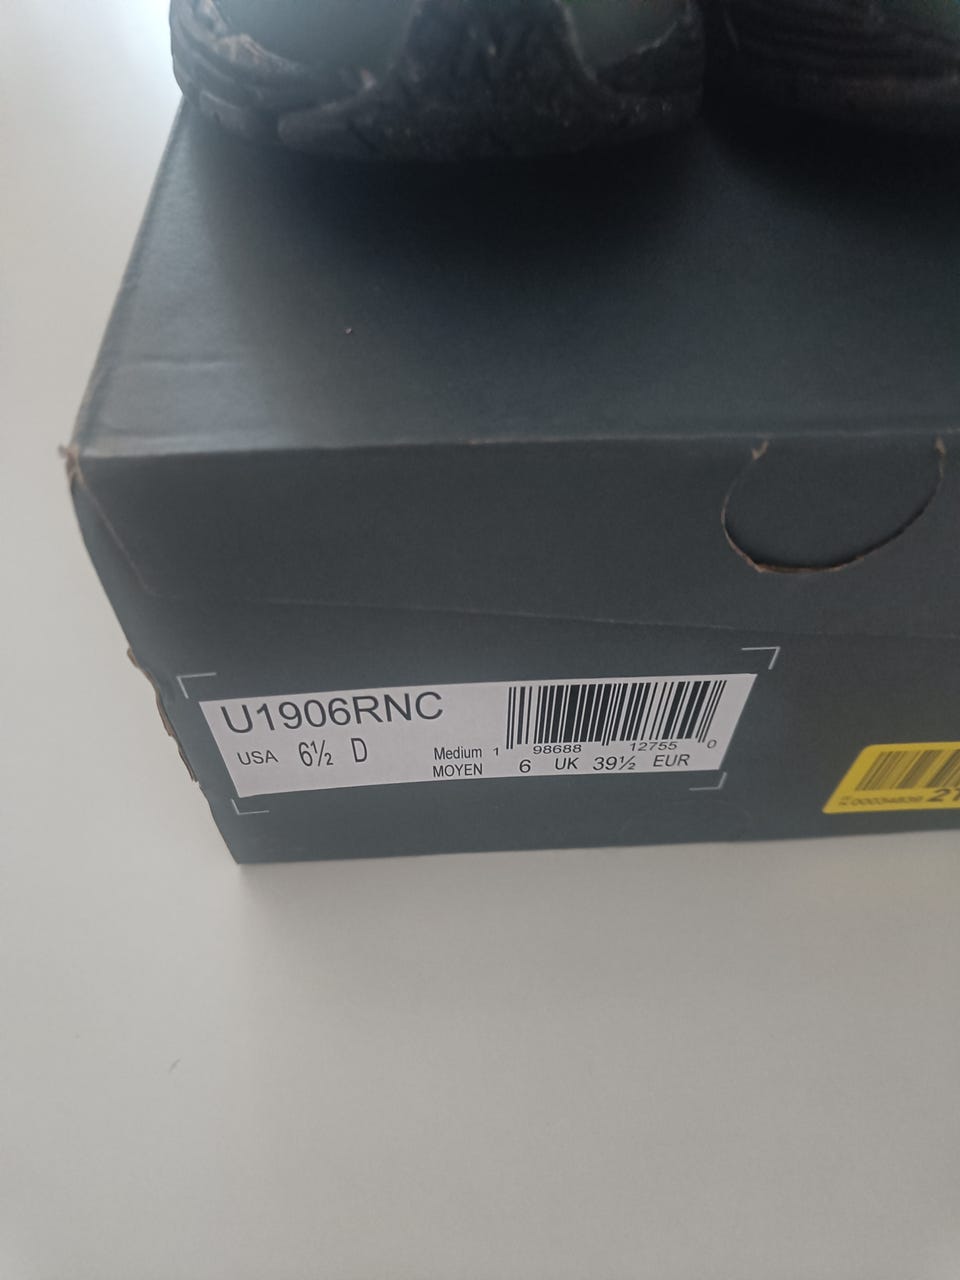 U1906RNC
USA 6½ D
Medium
MOYEN
1 98688 12755 0
6 UK 39½ EUR